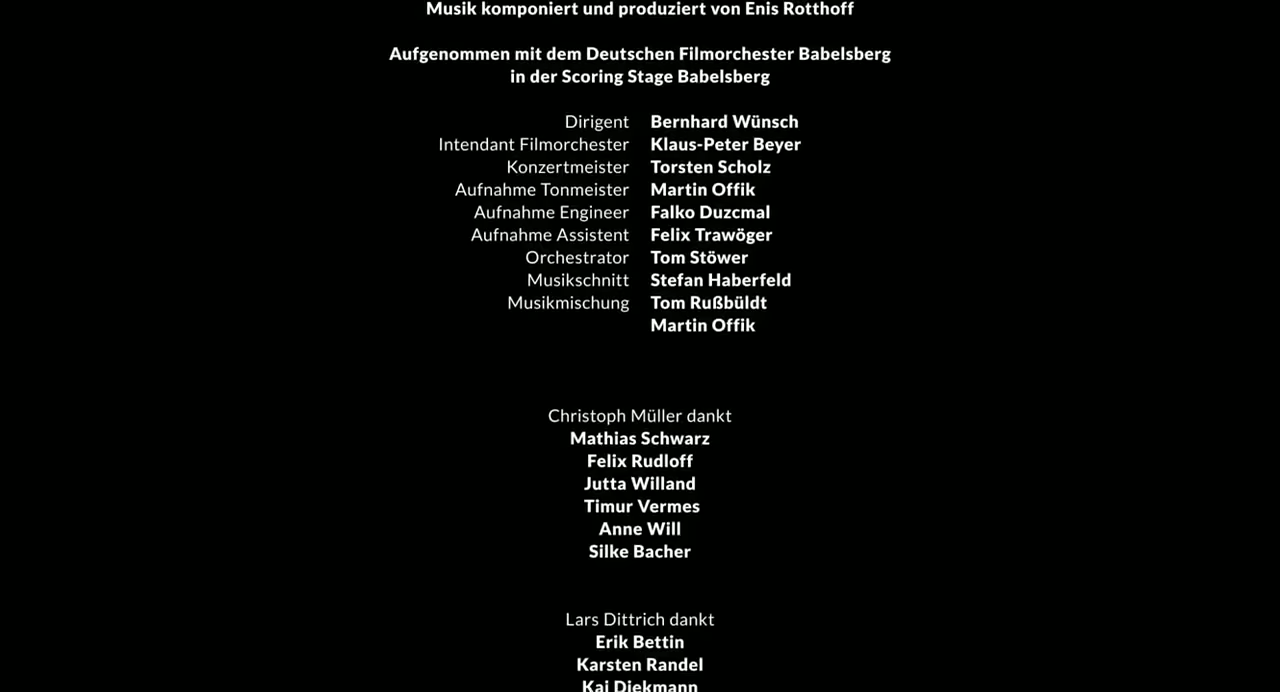 Musik komponiert und produziert von Enis Rotthoff
Aufgenommen mit dem Deutschen Filmorchester Babelsberg
in der Scoring Stage Babelsberg
Dirigent Bernhard Wünsch
Intendant Filmorchester Klaus-Peter Beyer
Konzertmeister Torsten Scholz
Aufnahme Tonmeister Martin Offik
Aufnahme Engineer Falko Duzcmal
Aufnahme Assistent Felix Trawöger
Orchestrator Tom Stöwer
Musikschnitt Stefan Haberfeld
Musikmischung Tom Rußbüldt
Martin Offik
Christoph Müller dankt
Mathias Schwarz
Felix Rudloff
Jutta Willand
Timur Vermes
Anne Will
Silke Bacher
Lars Dittrich dankt
Erik Bettin
Karsten Randel
Kai Diekmann